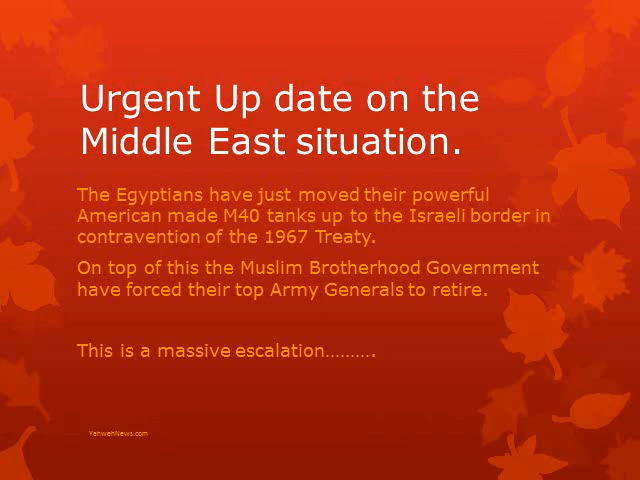 Urgent Up date on the
Middle East situation.
The Egyptians have just moved their powerful
American made M40 tanks up to the Israeli border in
contravention of the 1967 Treaty.
On top of this the Muslim Brotherhood Government
have forced their top Army Generals to retire.
This is a massive escalation……….
YahwehNews.com